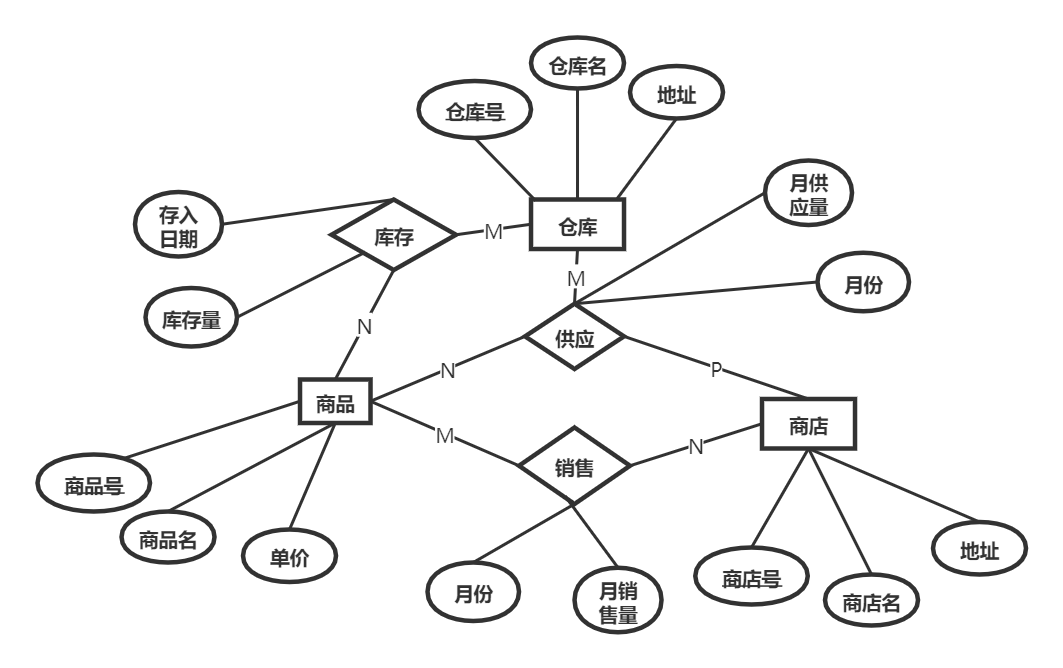 仓库名
地址
仓库号
月供
应量
存入
日期
库存
M
仓库
M
月份
库存量
N
供应
N
P
商品
商店
M
N
销售
商品号
商品名
单价
月份
月销
售量
商店号
商店名
地址